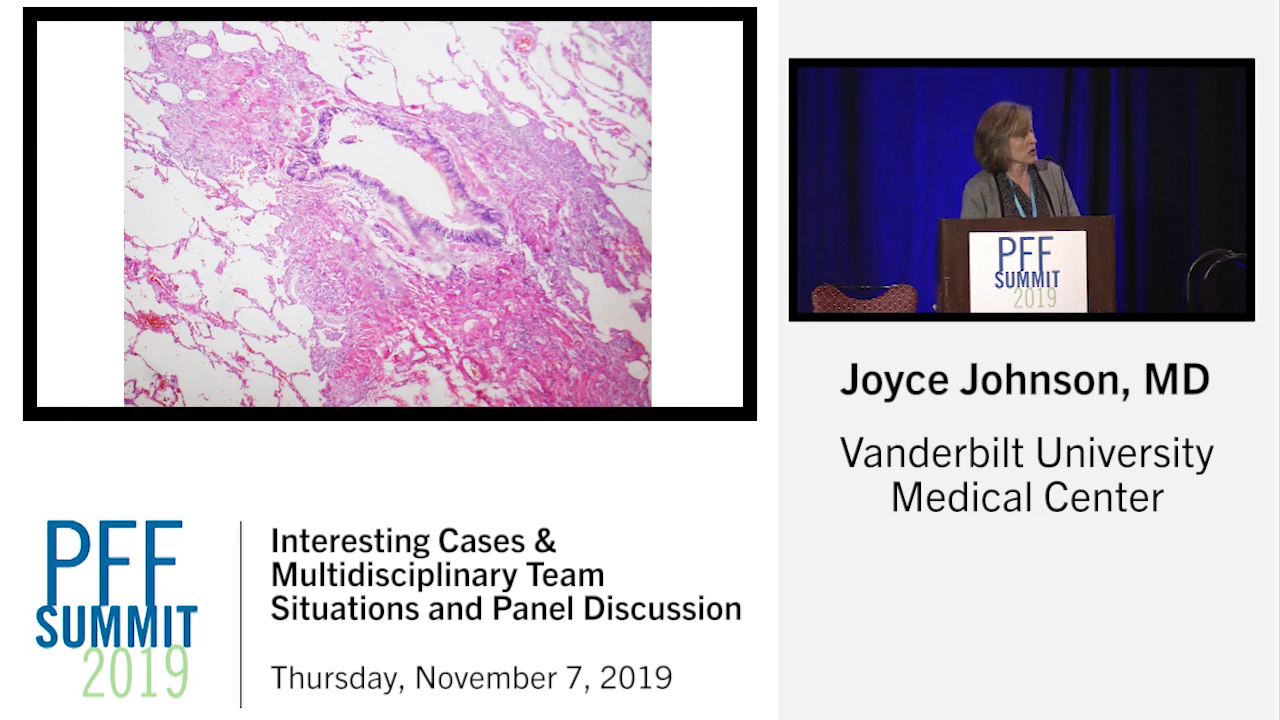 PFF
SUMMIT
2019
Joyce Johnson, MD
Vanderbilt University
Medical Center
PFF
SUMMIT
2019
Interesting Cases &
Multidisciplinary Team
Situations and Panel Discussion
Thursday, November 7, 2019